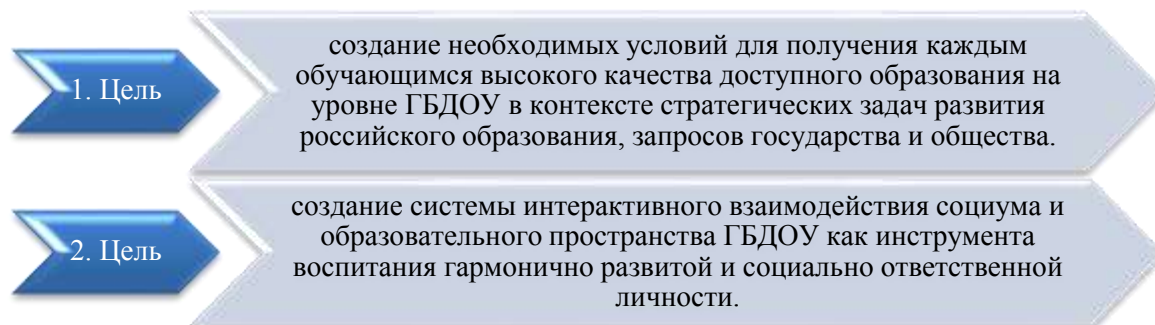 1. Цель
создание необходимых условий для получения каждым
обучающимся высокого качества доступного образования на
уровне ГБДОУ в контексте стратегических задач развития
российского образования, запросов государства и общества.
2. Цель
создание системы интерактивного взаимодействия социума и
образовательного пространства ГБДОУ как инструмента
воспитания гармонично развитой и социально ответственной
личности.